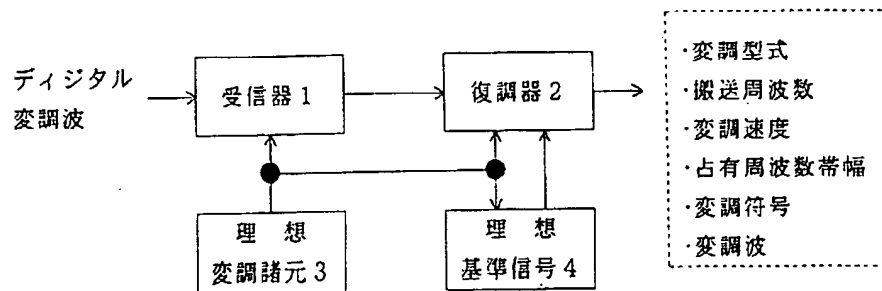 ディジタル
変調波
受信器1
復調器2
理 想
変調諸元3
理 想
基準信号4
・変調型式
・搬送周波数
・変調速度
・占有周波数帯幅
・変調符号
・変調波